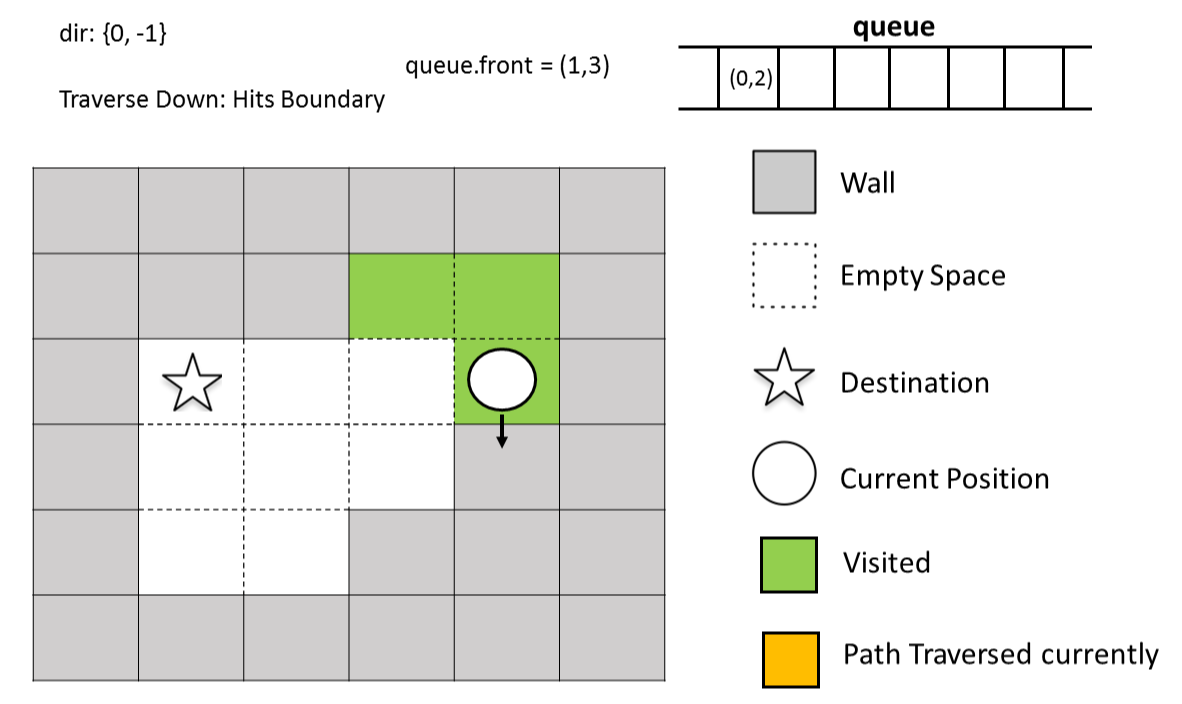 dir: {0, -1}
queue.front = (1,3)
Traverse Down: Hits Boundary
queue
(0,2)
Wall
Empty Space
Destination
Current Position
Visited
Path Traversed currently